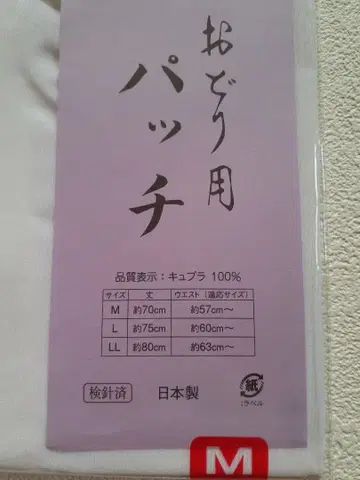 おどり用
パッチ
品質表示：キュプラ 100％
サイズ 丈 ウエスト（適応サイズ）
M 約70cm 約57cm～
L 約75cm 約60cm～
LL 約80cm 約63cm～
検針済 日本製
紙
:ラベル
M